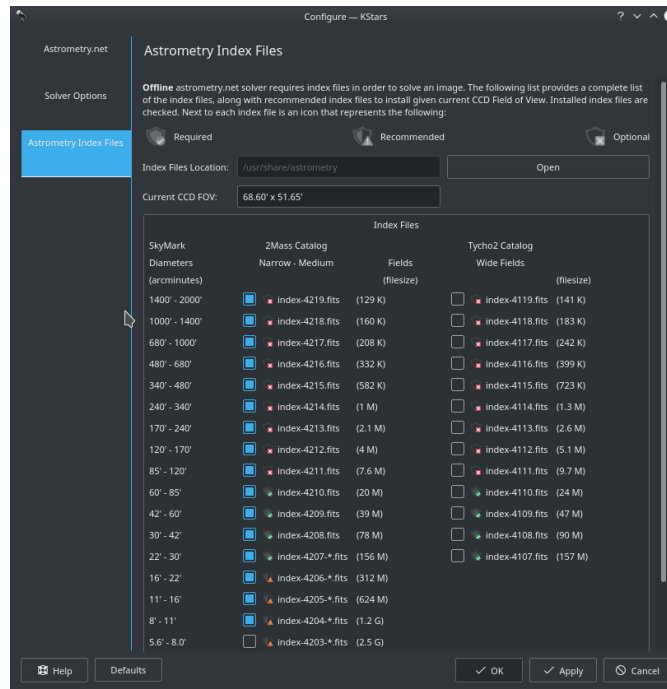 Configure — KStars
Astrometry.net
Solver Options
Astrometry Index Files
Astrometry Index Files
Offline astrometry.net solver requires index files in order to solve an image. The following list provides a complete list
of the index files, along with recommended index files to install given current CCD Field of View. Installed index files are
checked. Next to each index file is an icon that represents the following:
Required Recommended Optional
Index Files Location: /usr/share/astrometry Open
Current CCD FOV: 68.60' x 51.65'
Index Files
SkyMark 2Mass Catalog Tycho2 Catalog
Diameters Narrow - Medium Fields Wide Fields
(arcminutes) (filesize) (filesize)
1400' - 2000' index-4219.fits (129 K) index-4119.fits (141 K)
1000' - 1400' index-4218.fits (160 K) index-4118.fits (183 K)
680' - 1000' index-4217.fits (208 K) index-4117.fits (242 K)
480' - 680' index-4216.fits (332 K) index-4116.fits (399 K)
340' - 480' index-4215.fits (582 K) index-4115.fits (723 K)
240' - 340' index-4214.fits (1 M) index-4114.fits (1.3 M)
170' - 240' index-4213.fits (2.1 M) index-4113.fits (2.6 M)
120' - 170' index-4212.fits (4 M) index-4112.fits (5.1 M)
85' - 120' index-4211.fits (7.6 M) index-4111.fits (9.7 M)
60' - 85' index-4210.fits (20 M) index-4110.fits (24 M)
42' - 60' index-4209.fits (39 M) index-4109.fits (47 M)
30' - 42' index-4208.fits (78 M) index-4108.fits (90 M)
22' - 30' index-4207-*.fits (156 M) index-4107.fits (157 M)
16' - 22' index-4206-*.fits (312 M)
11' - 16' index-4205-*.fits (624 M)
8' - 11' index-4204-*.fits (1.2 G)
5.6' - 8.0' index-4203-*.fits (2.5 G)
Help Defaults OK Apply Cancel